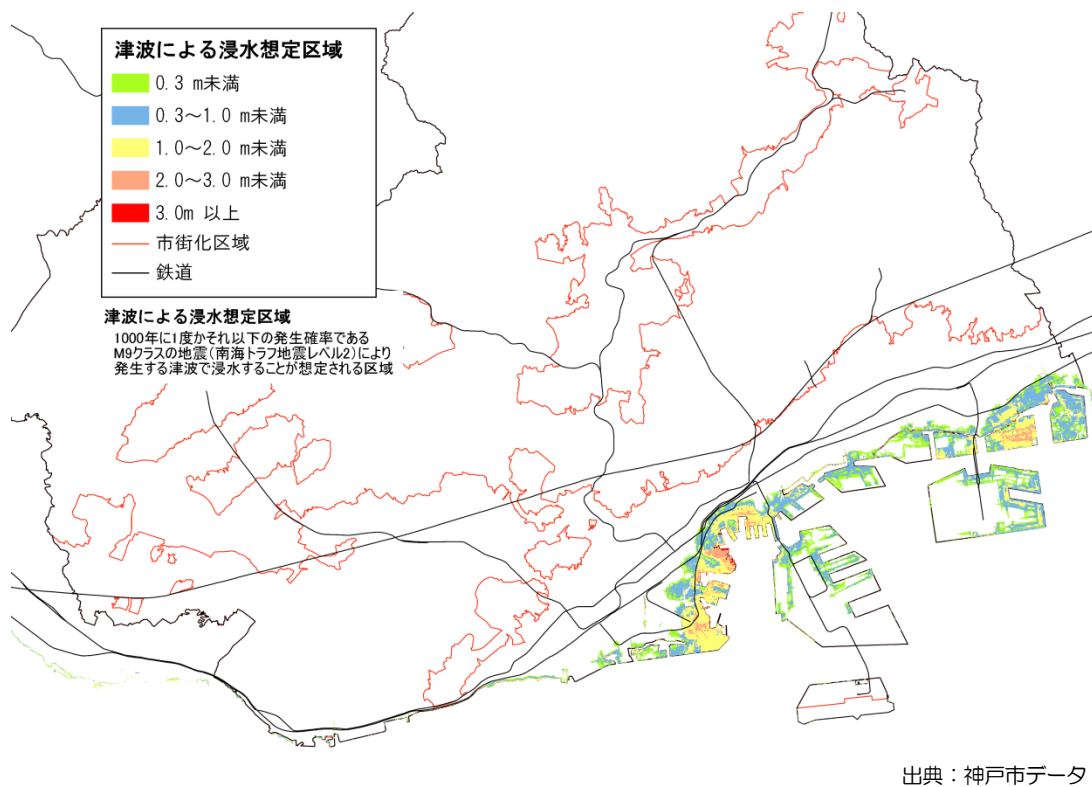 津波による浸水想定区域
0.3 m未満
0.3～1.0 m未満
1.0～2.0 m未満
2.0～3.0 m未満
3.0m 以上
市街化区域
鉄道
津波による浸水想定区域
1000年に1度かそれ以下の発生確率である
M9クラスの地震(南海トラフ地震レベル2)により
発生する津波で浸水することが想定される区域
出典：神戸市データ